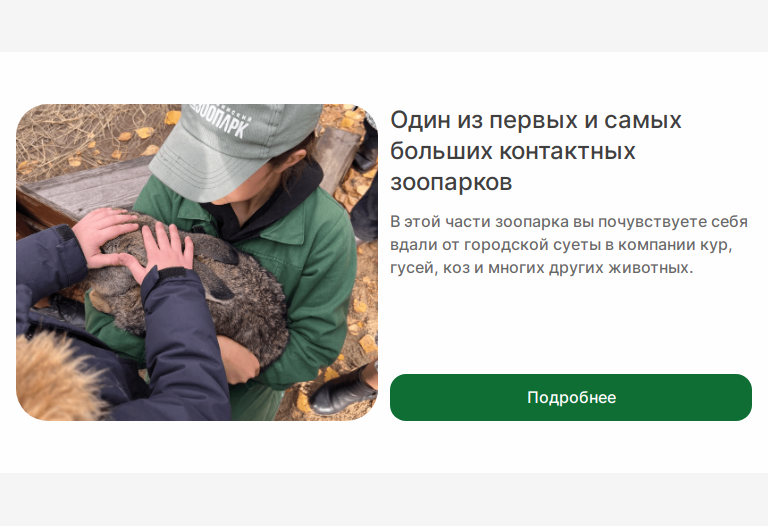 ЗООПАРК
Один из первых и самых
больших контактных
зоопарков
В этой части зоопарка вы почувствуете себя
вдали от городской суеты в компании кур,
гусей, коз и многих других животных.
Подробнее